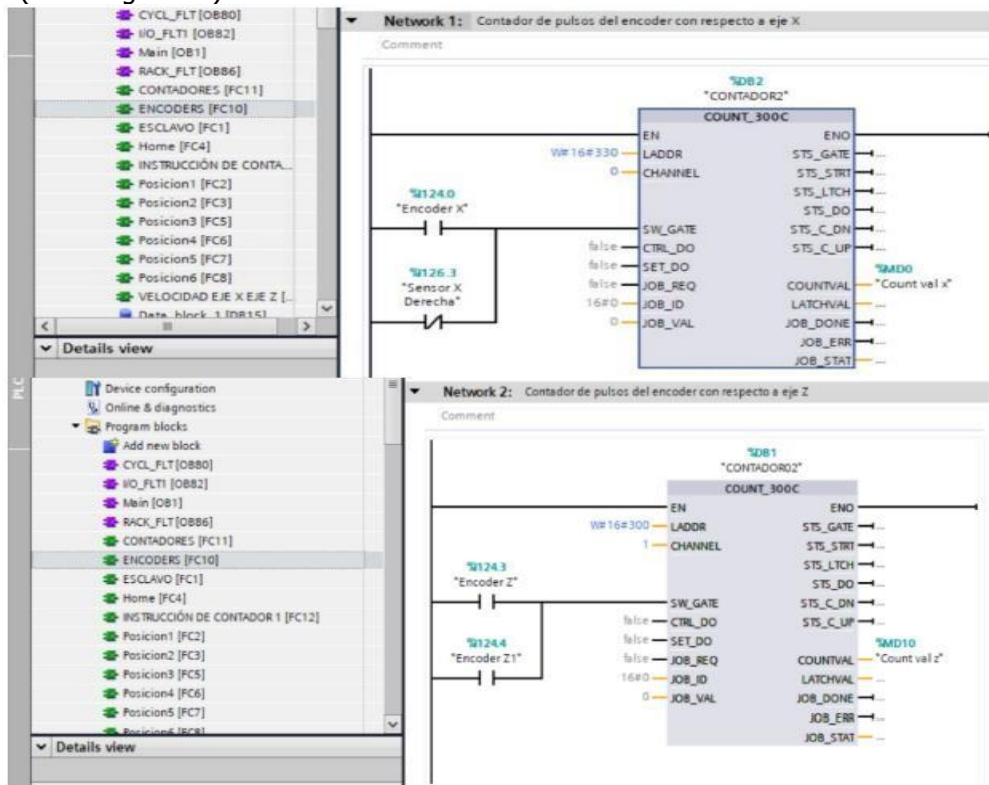 CYCL_FLT [OB80]
I/O_FLT1 [OB82]
Main [OB1]
RACK_FLT [OB86]
CONTADORES [FC11]
ENCODERS [FC10]
ESCLAVO [FC1]
Home [FC4]
INSTRUCCIÓN DE CONTA...
Posicion1 [FC2]
Posicion2 [FC3]
Posicion3 [FC5]
Posicion4 [FC6]
Posicion5 [FC7]
Posicion6 [FC8]
VELOCIDAD EJE X EJE Z [...
Data_block_1 [DB15]
Details view
Network 1: Contador de pulsos del encoder con respecto a eje X
Comment
%DB2
"CONTADOR2"
COUNT_300C
EN ENO
W#16#330 LADDR STS_GATE ...
0 CHANNEL STS_STRT ...
%I124.0
"Encoder X"
STS_LTCH ...
STS_DO ...
SW_GATE STS_C_DN ...
false CTRL_DO STS_C_UP ...
%I126.3
"Sensor X
Derecha"
false SET_DO
%MD0
false JOB_REQ COUNTVAL "Count val x"
16#0 JOB_ID LATCHVAL ...
0 JOB_VAL JOB_DONE ...
JOB_ERR ...
JOB_STAT ...
PLC
Device configuration
Online & diagnostics
Program blocks
Add new block
CYCL_FLT [OB80]
I/O_FLT1 [OB82]
Main [OB1]
RACK_FLT [OB86]
CONTADORES [FC11]
ENCODERS [FC10]
ESCLAVO [FC1]
Home [FC4]
INSTRUCCIÓN DE CONTADOR 1 [FC12]
Posicion1 [FC2]
Posicion2 [FC3]
Posicion3 [FC5]
Posicion4 [FC6]
Posicion5 [FC7]
Posicion6 [FC8]
Details view
Network 2: Contador de pulsos del encoder con respecto a eje Z
Comment
%DB1
"CONTADOR02"
COUNT_300C
EN ENO
W#16#300 LADDR STS_GATE ...
1 CHANNEL STS_STRT ...
%I124.3
"Encoder Z"
STS_LTCH ...
STS_DO ...
SW_GATE STS_C_DN ...
false CTRL_DO STS_C_UP ...
%I124.4
"Encoder Z1"
false SET_DO
%MD10
false JOB_REQ COUNTVAL "Count val z"
16#0 JOB_ID LATCHVAL ...
0 JOB_VAL JOB_DONE ...
JOB_ERR ...
JOB_STAT ...